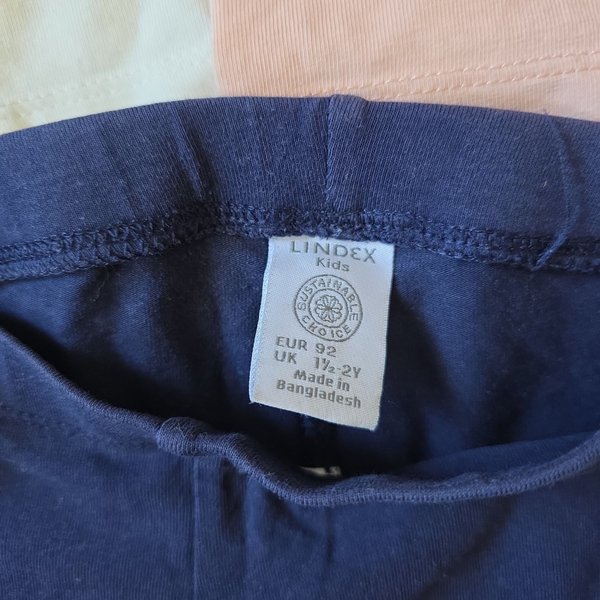 LINDEX
Kids
SUSTAINABLE
CHOICE
EUR 92
UK 1½-2Y
Made in
Bangladesh